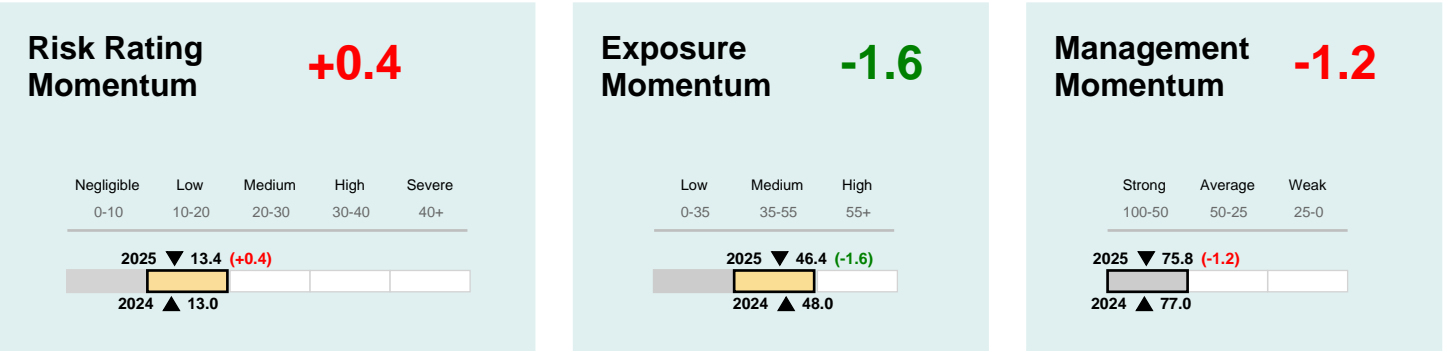 Risk Rating
Momentum
+0.4
Negligible Low Medium High Severe
0-10 10-20 20-30 30-40 40+
2025 ▼ 13.4 (+0.4)
2024 ▲ 13.0
Exposure
Momentum
-1.6
Low Medium High
0-35 35-55 55+
2025 ▼ 46.4 (-1.6)
2024 ▲ 48.0
Management
Momentum
-1.2
Strong Average Weak
100-50 50-25 25-0
2025 ▼ 75.8 (-1.2)
2024 ▲ 77.0